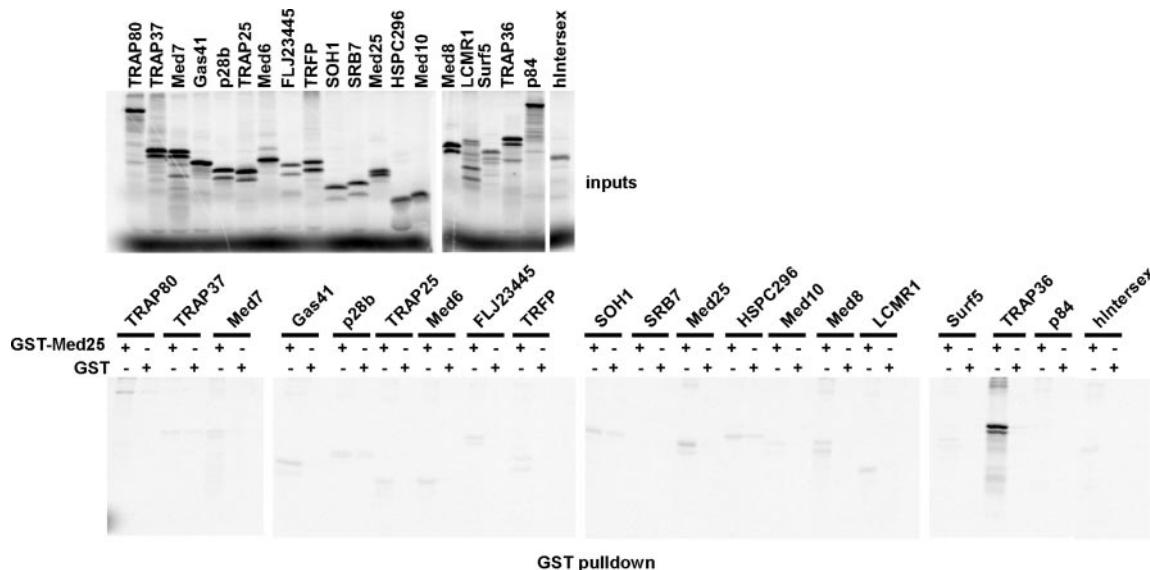 TRAP80 TRAP37 Med7 Gas41 p28b TRAP25 Med6 FLJ23445 TRFP SOH1 SRB7 Med25 HSPC296 Med10 Med8 LCMR1 Surf5 TRAP36 p84 hIntersex
inputs
TRAP80 TRAP37 Med7 Gas41 p28b TRAP25 Med6 FLJ23445 TRFP SOH1 SRB7 Med25 HSPC296 Med10 Med8 LCMR1 Surf5 TRAP36 p84 hIntersex
GST-Med25 + - + - + - + - + - + - + - + - + - + - + - + - + - + - + - + - + - + - + - + -
GST - + - + - + - + - + - + - + - + - + - + - + - + - + - + - + - + - + - + - + - +
GST pulldown